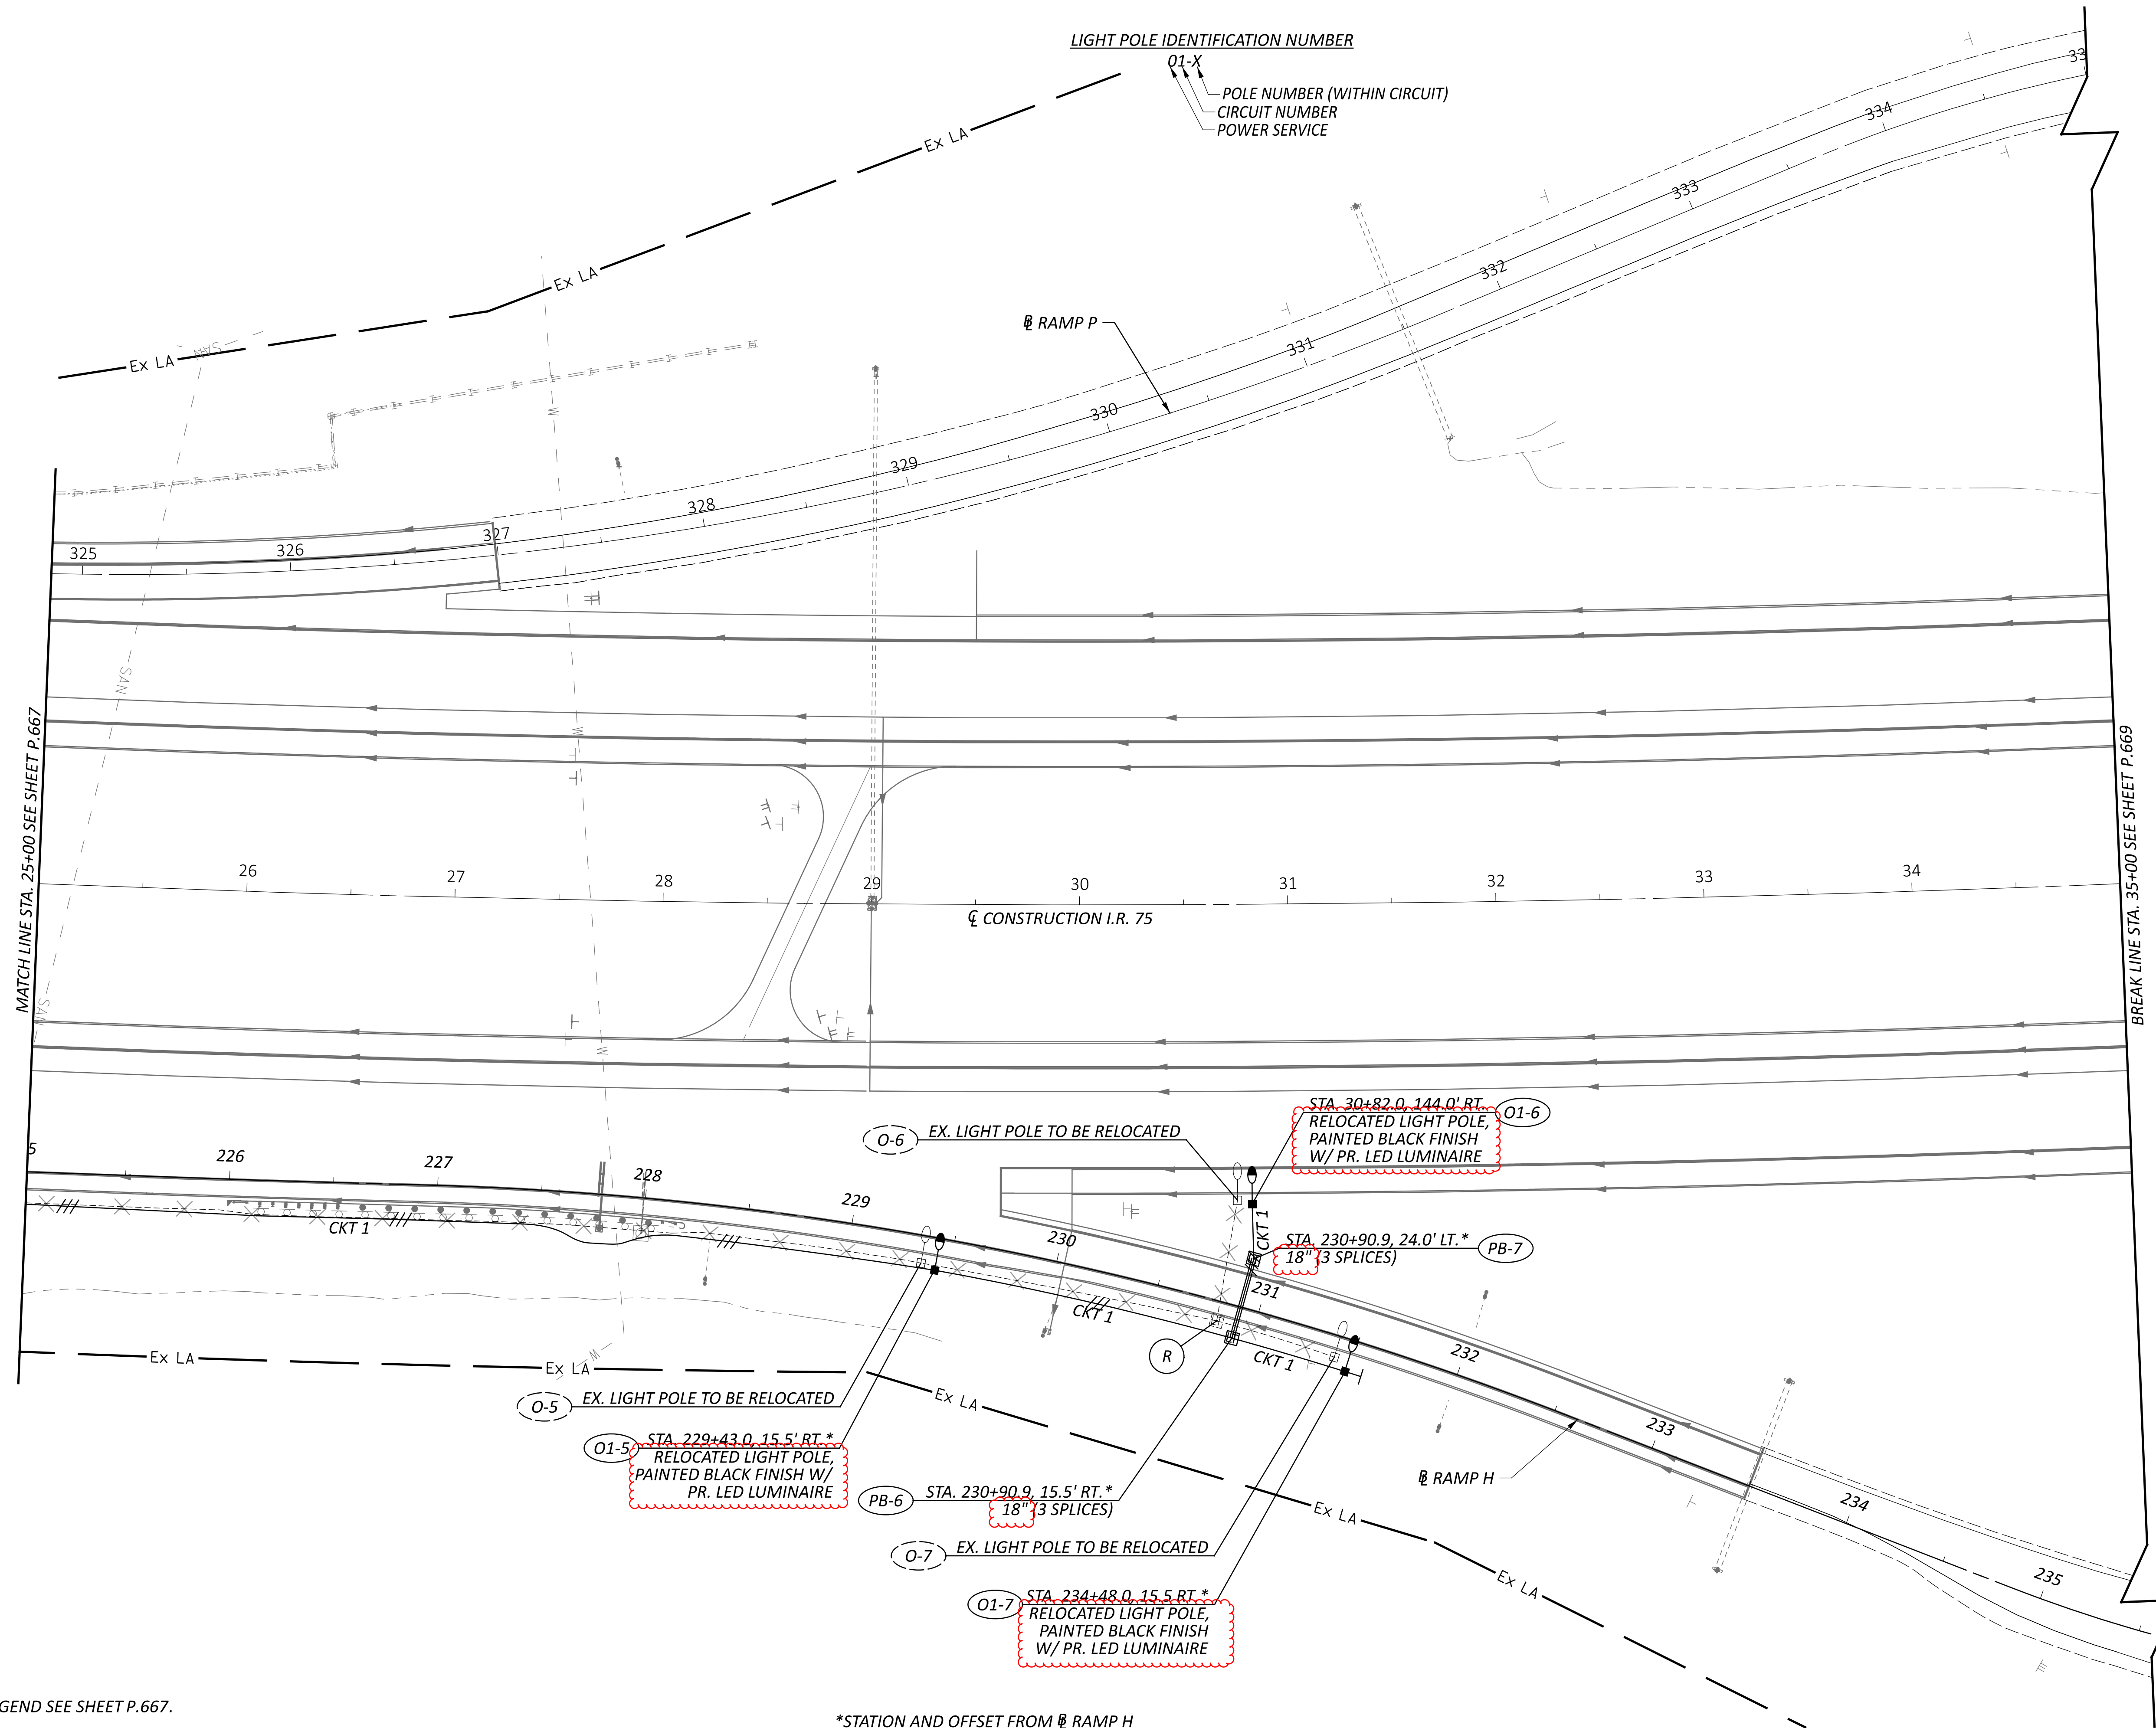 LIGHT POLE IDENTIFICATION NUMBER
01-X
POLE NUMBER (WITHIN CIRCUIT)
CIRCUIT NUMBER
POWER SERVICE
Ex LA
Ex LA
Ex LA
33
334
333
332
331
330
329
328
327
326
325
℄ RAMP P
SAN
SAN
SAN
W
W
W
W
MATCH LINE STA. 25+00 SEE SHEET P.667
BREAK LINE STA. 35+00 SEE SHEET P.669
26
27
28
29
30
31
32
33
34
℄ CONSTRUCTION I.R. 75
STA. 30+82.0, 144.0' RT.
O1-6
RELOCATED LIGHT POLE,
PAINTED BLACK FINISH
W/ PR. LED LUMINAIRE
O-6
EX. LIGHT POLE TO BE RELOCATED
5
226
227
228
229
230
231
232
233
234
235
CKT 1
CKT 1
CKT 1
CKT 1
STA. 230+90.9, 24.0' LT.*
18" (3 SPLICES)
PB-7
R
Ex LA
Ex LA
Ex LA
Ex LA
Ex LA
O-5
EX. LIGHT POLE TO BE RELOCATED
O1-5
STA. 229+43.0, 15.5' RT.*
RELOCATED LIGHT POLE,
PAINTED BLACK FINISH W/
PR. LED LUMINAIRE
PB-6
STA. 230+90.9, 15.5' RT.*
18" (3 SPLICES)
O-7
EX. LIGHT POLE TO BE RELOCATED
O1-7
STA. 234+48.0, 15.5 RT.*
RELOCATED LIGHT POLE,
PAINTED BLACK FINISH
W/ PR. LED LUMINAIRE
℄ RAMP H
GEND SEE SHEET P.667.
*STATION AND OFFSET FROM ℄ RAMP H